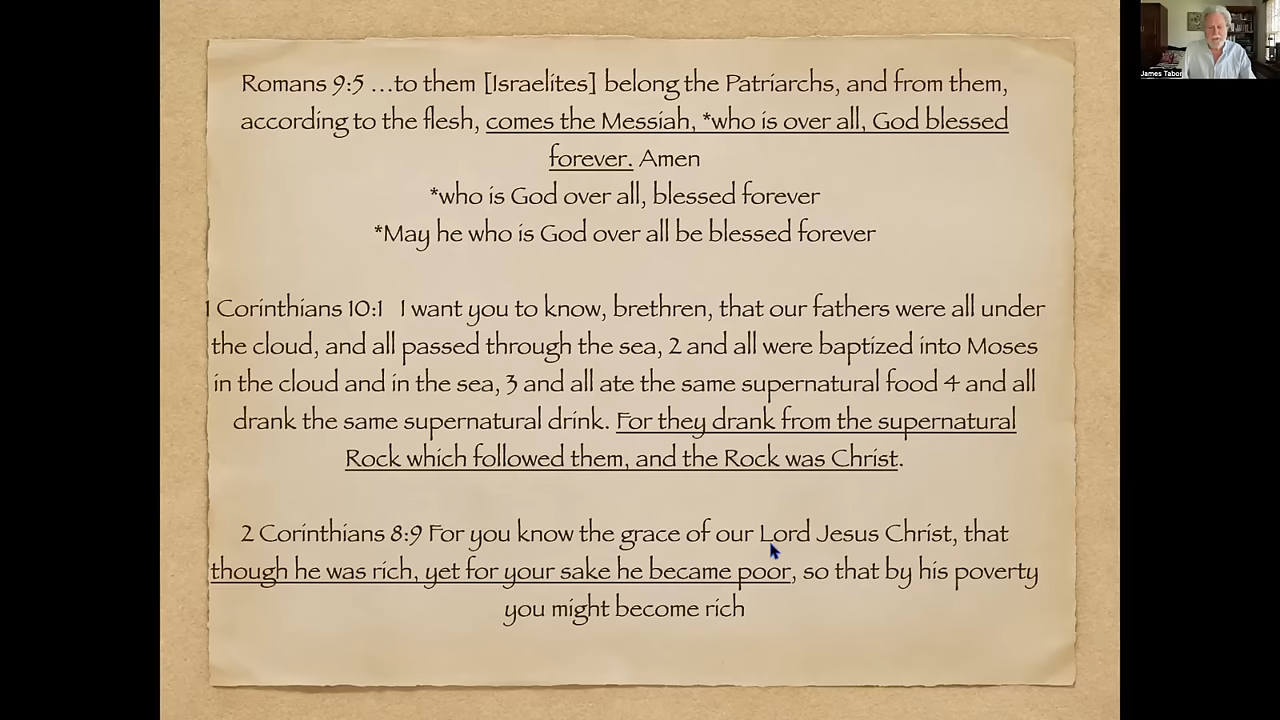 Romans 9:5 ...to them [Israelites] belong the Patriarchs, and from them,
according to the flesh, comes the Messiah, *who is over all, God blessed
forever. Amen
*who is God over all, blessed forever
*May he who is God over all be blessed forever
1 Corinthians 10:1 I want you to know, brethren, that our fathers were all under
the cloud, and all passed through the sea, 2 and all were baptized into Moses
in the cloud and in the sea, 3 and all ate the same supernatural food 4 and all
drank the same supernatural drink. For they drank from the supernatural
Rock which followed them, and the Rock was Christ.
2 Corinthians 8:9 For you know the grace of our Lord Jesus Christ, that
though he was rich, yet for your sake he became poor, so that by his poverty
you might become rich
James Tabor